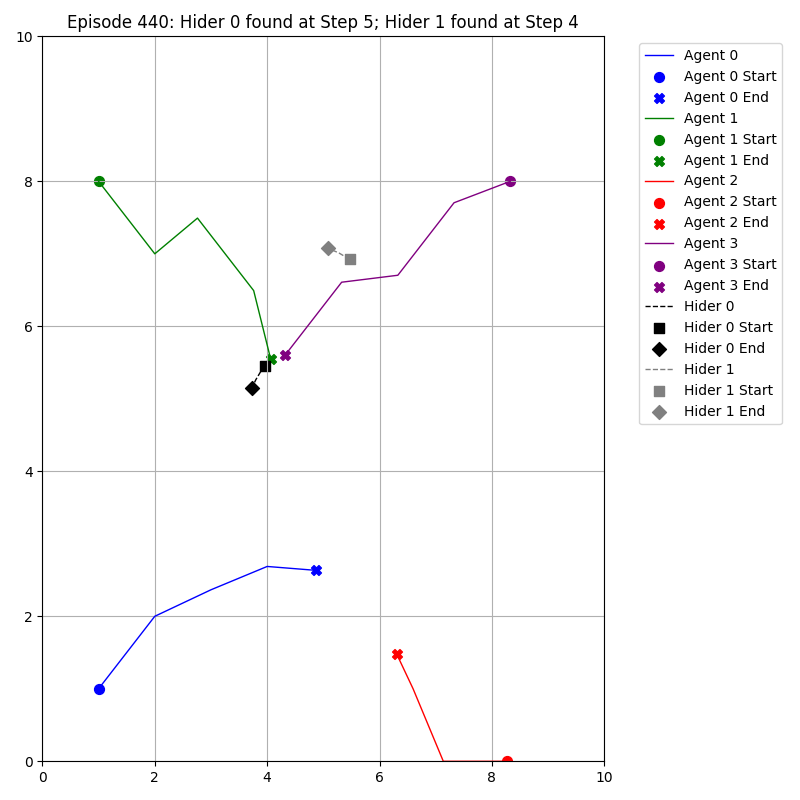 Episode 440: Hider 0 found at Step 5; Hider 1 found at Step 4
10
8
6
4
2
0
0 2 4 6 8 10
Agent 0
Agent 0 Start
Agent 0 End
Agent 1
Agent 1 Start
Agent 1 End
Agent 2
Agent 2 Start
Agent 2 End
Agent 3
Agent 3 Start
Agent 3 End
Hider 0
Hider 0 Start
Hider 0 End
Hider 1
Hider 1 Start
Hider 1 End